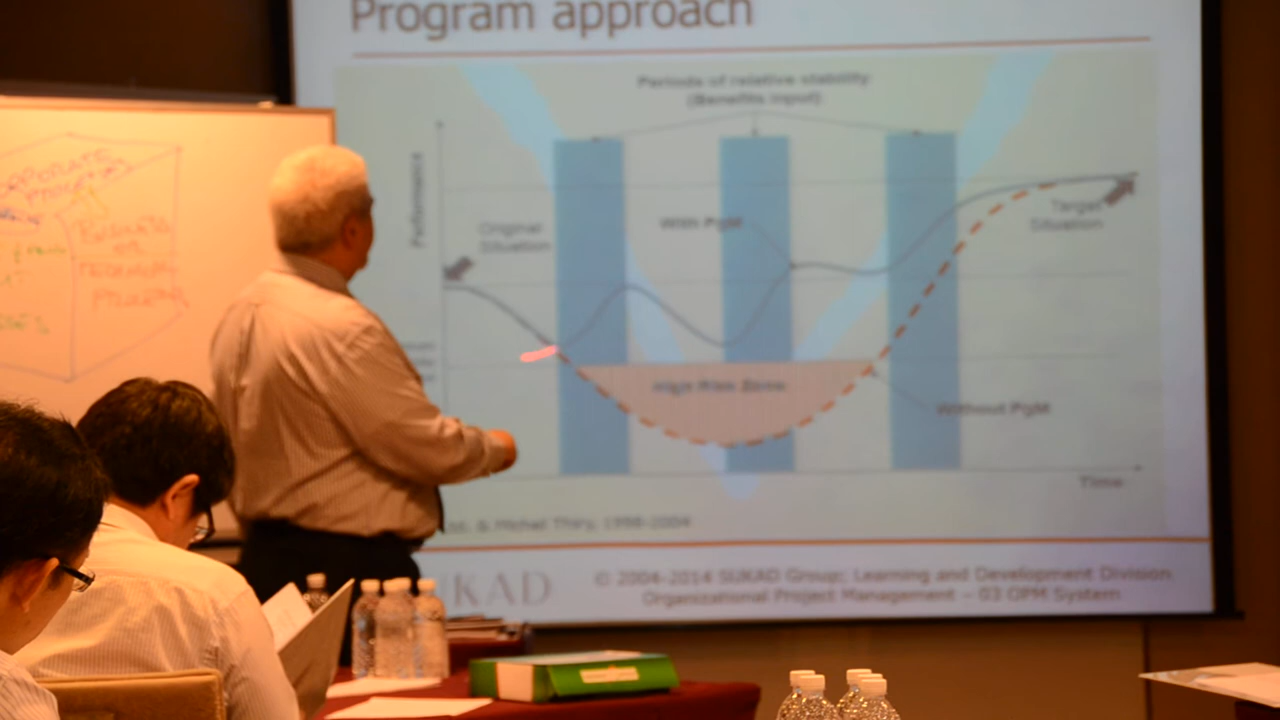 Program approach
Periods of relative stability
(Benefits input)
Performance
Original
Situation
With PgM
Target
Situation
High Risk Zone
Without PgM
Time
& Michel Thiry, 1998-2004
© 2004-2014 SUKAD Group; Learning and Development Division
Organizational Project Management – 03 OPM System
KAD